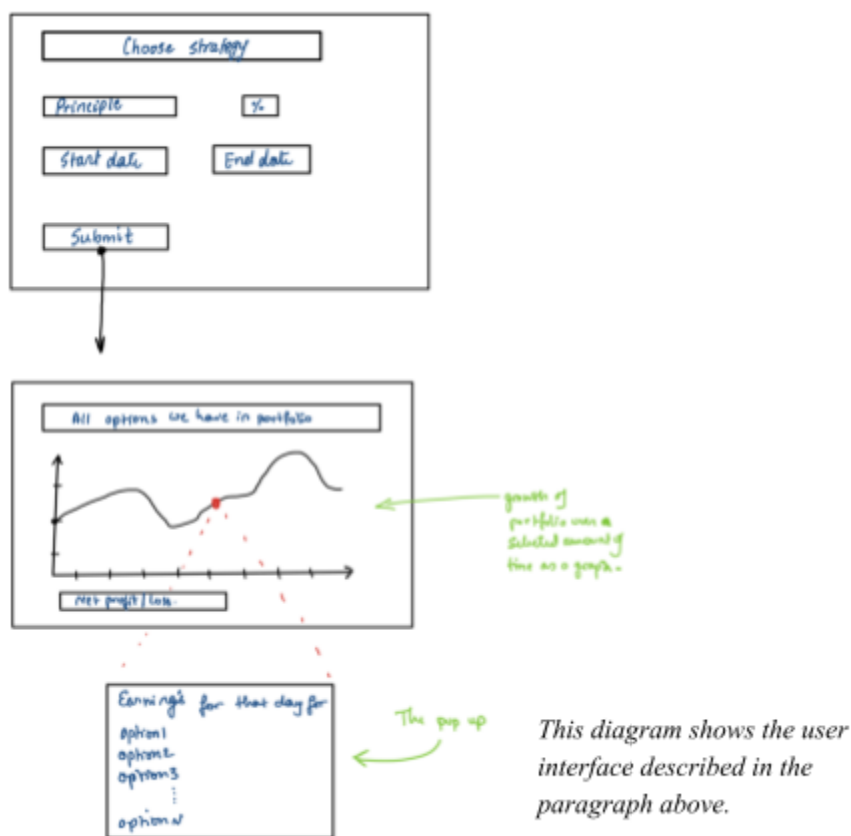 Choose strategy
Principle
%
Start date
End date
Submit
All options we have in portfolio
growth of
portfolio over a
selected amount of
time as a graph.
Net profit/loss.
Earnings for that day for
option1
option2
option3
⋮
optionN
The pop up
This diagram shows the user
interface described in the
paragraph above.